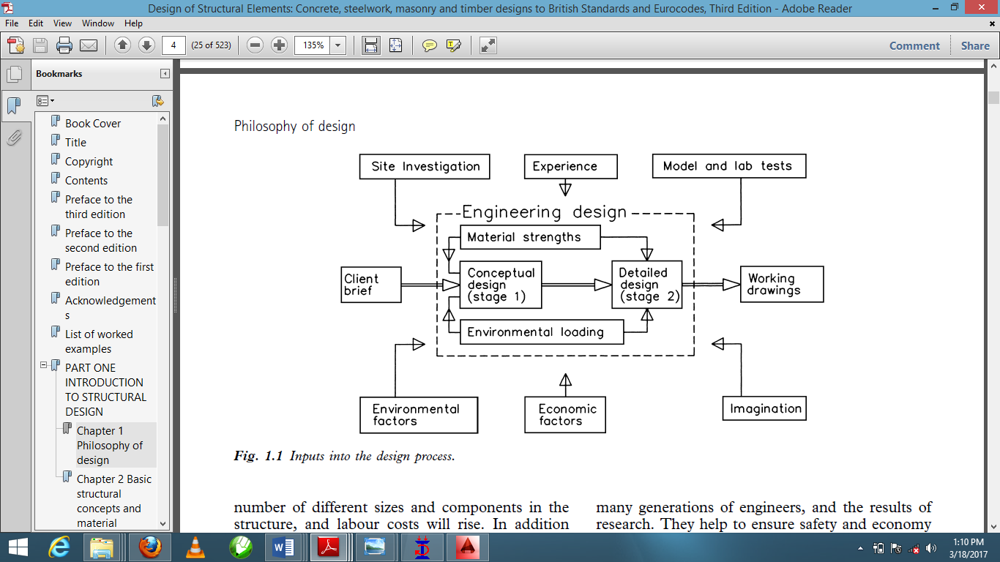 Design of Structural Elements: Concrete, steelwork, masonry and timber designs to British Standards and Eurocodes, Third Edition - Adobe Reader
File Edit View Window Help
4 (25 of 523) 135% Comment Share
Bookmarks
Book Cover
Title
Copyright
Contents
Preface to the
third edition
Preface to the
second edition
Preface to the first
edition
Acknowledgement
s
List of worked
examples
PART ONE
INTRODUCTION
TO STRUCTURAL
DESIGN
Chapter 1
Philosophy of
design
Chapter 2 Basic
structural
concepts and
material
Philosophy of design
Site Investigation
Experience
Model and lab tests
Engineering design
Material strengths
Client
brief
Conceptual
design
(stage 1)
Detailed
design
(stage 2)
Working
drawings
Environmental loading
Environmental
factors
Economic
factors
Imagination
Fig. 1.1 Inputs into the design process.
number of different sizes and components in the
structure, and labour costs will rise. In addition
many generations of engineers, and the results of
research. They help to ensure safety and economy
1:10 PM
3/18/2017